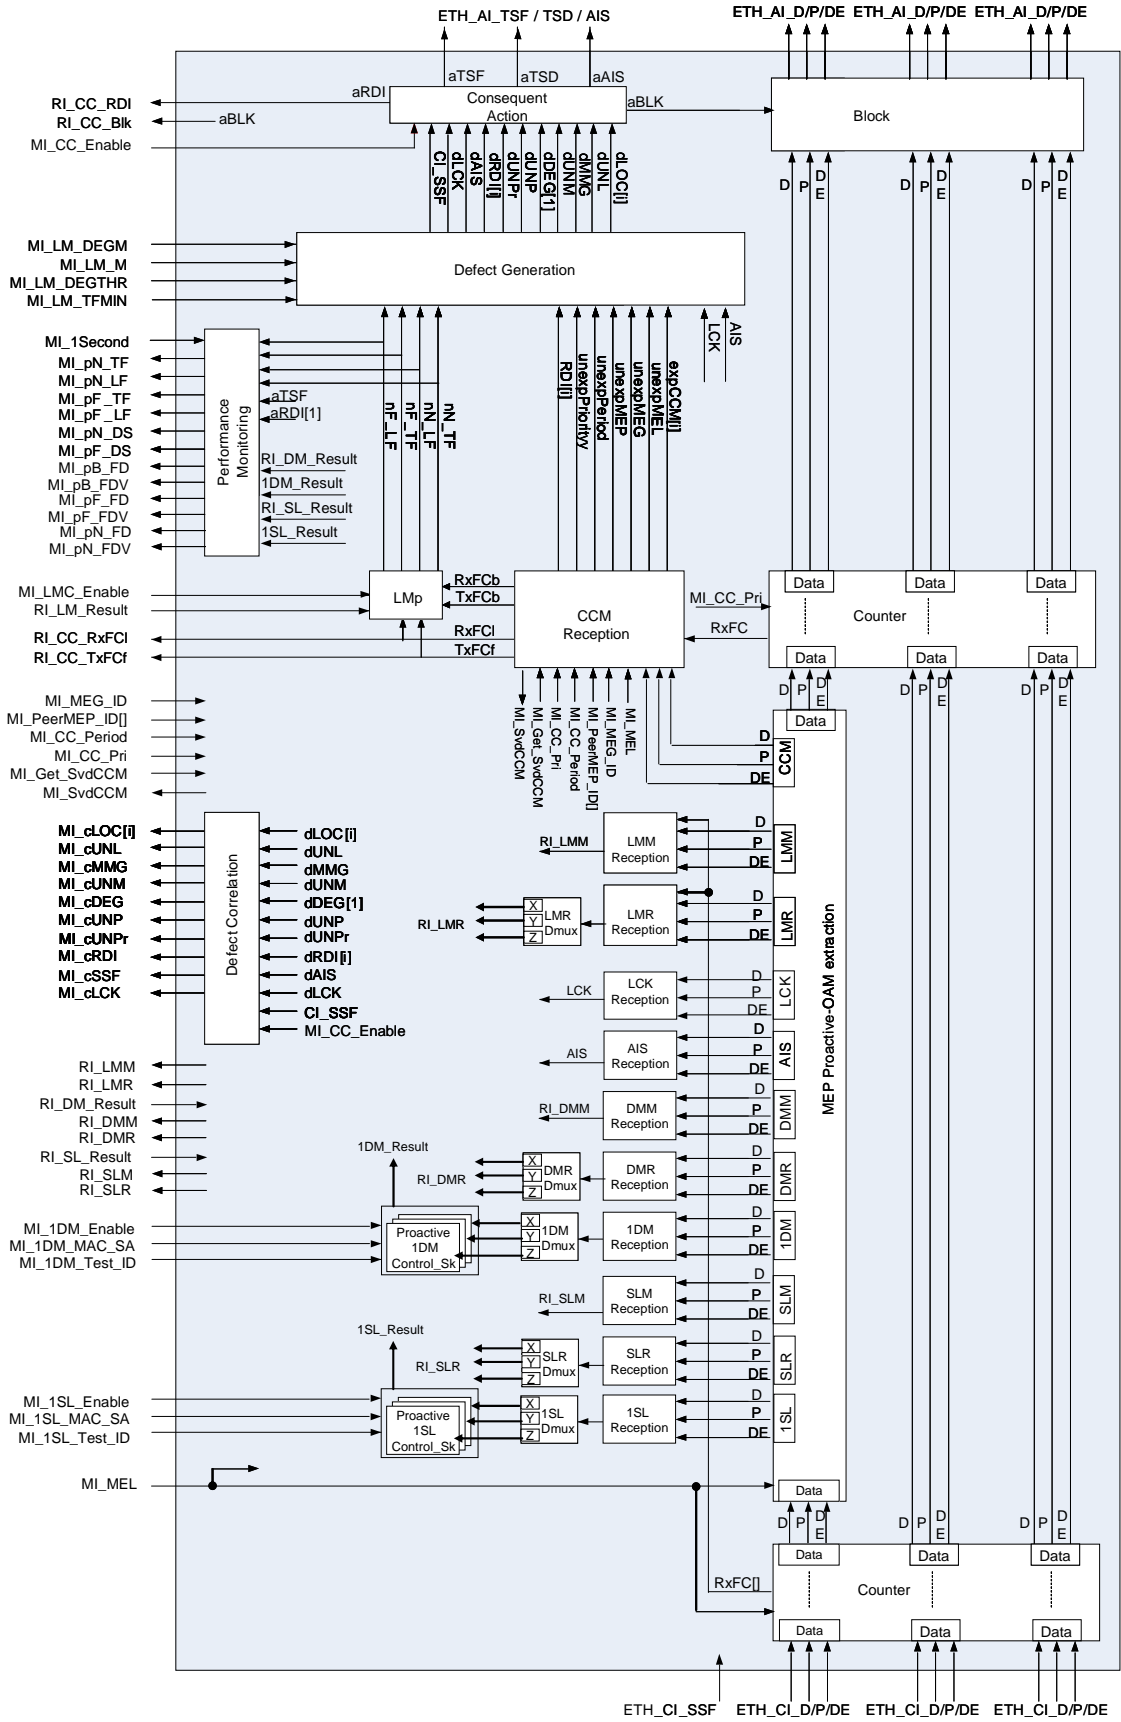 ETH_AI_TSF / TSD / AIS
ETH_AI_D/P/DE ETH_AI_D/P/DE ETH_AI_D/P/DE
aTSF aTSD aAIS
aRDI
Consequent
Action
aBLK
Block
RI_CC_RDI
RI_CC_Blk
aBLK
MI_CC_Enable
CI_SSF
dLCK
dAIS
dRDI[i]
dUNPr
dUNP
dDEG[1]
dUNM
dMMG
dUNL
dLOC[i]
D P D E
D P D E
D P D E
MI_LM_DEGM
MI_LM_M
MI_LM_DEGTHR
MI_LM_TFMIN
Defect Generation
LCK
AIS
MI_1Second
MI_pN_TF
MI_pN_LF
MI_pF_TF
MI_pF_LF
MI_pN_DS
MI_pF_DS
MI_pB_FD
MI_pB_FDV
MI_pF_FD
MI_pF_FDV
MI_pN_FD
MI_pN_FDV
Performance
Monitoring
aTSF
aRDI[1]
RI_DM_Result
1DM_Result
RI_SL_Result
1SL_Result
nF_LF
nF_TF
nN_LF
nN_TF
RDI[i]
unexpPriorityy
unexpPeriod
unexpMEP
unexpMEG
unexpMEL
expCCM[i]
MI_LMC_Enable
RI_LM_Result
LMp
RxFCb
TxFCb
RxFCl
TxFCf
CCM
Reception
RI_CC_RxFCl
RI_CC_TxFCf
MI_CC_Pri
RxFC
Data Data Data
Counter
Data Data Data
D P D E
D P D E
D P D E
MI_MEG_ID
MI_PeerMEP_ID[]
MI_CC_Period
MI_CC_Pri
MI_Get_SvdCCM
MI_SvdCCM
MI_SvdCCM
MI_Get_SvdCCM
MI_CC_Pri
MI_CC_Period
MI_PeerMEP_ID[]
MI_MEG_ID
MI_MEL
Data
D
P
DE
CCM
MEP Proactive-OAM extraction
MI_cLOC[i]
MI_cUNL
MI_cMMG
MI_cUNM
MI_cDEG
MI_cUNP
MI_cUNPr
MI_cRDI
MI_cSSF
MI_cLCK
Defect Correlation
dLOC[i]
dUNL
dMMG
dUNM
dDEG[1]
dUNP
dUNPr
dRDI[i]
dAIS
dLCK
CI_SSF
MI_CC_Enable
RI_LMM
LMM
Reception
D
P
DE
LMM
RI_LMR
X
Y
Z
LMR
Dmux
LMR
Reception
D
P
DE
LMR
LCK
LCK
Reception
D
P
DE
LCK
AIS
AIS
Reception
D
P
DE
AIS
RI_LMM
RI_LMR
RI_DM_Result
RI_DMM
RI_DMR
RI_SL_Result
RI_SLM
RI_SLR
RI_DMM
DMM
Reception
D
P
DE
DMM
RI_DMR
X
Y
Z
DMR
Dmux
DMR
Reception
D
P
DE
DMR
1DM_Result
MI_1DM_Enable
MI_1DM_MAC_SA
MI_1DM_Test_ID
Proactive
1DM
Control_Sk
X
Y
Z
1DM
Dmux
1DM
Reception
D
P
DE
1DM
RI_SLM
SLM
Reception
D
P
DE
SLM
1SL_Result
RI_SLR
X
Y
Z
SLR
Dmux
SLR
Reception
D
P
DE
SLR
MI_1SL_Enable
MI_1SL_MAC_SA
MI_1SL_Test_ID
Proactive
1SL
Control_Sk
X
Y
Z
1SL
Dmux
1SL
Reception
D
P
DE
1SL
MI_MEL
Data
D P D E
D P D E
D P D E
Data Data Data
RxFC[]
Counter
Data Data Data
ETH_CI_SSF ETH_CI_D/P/DE ETH_CI_D/P/DE ETH_CI_D/P/DE